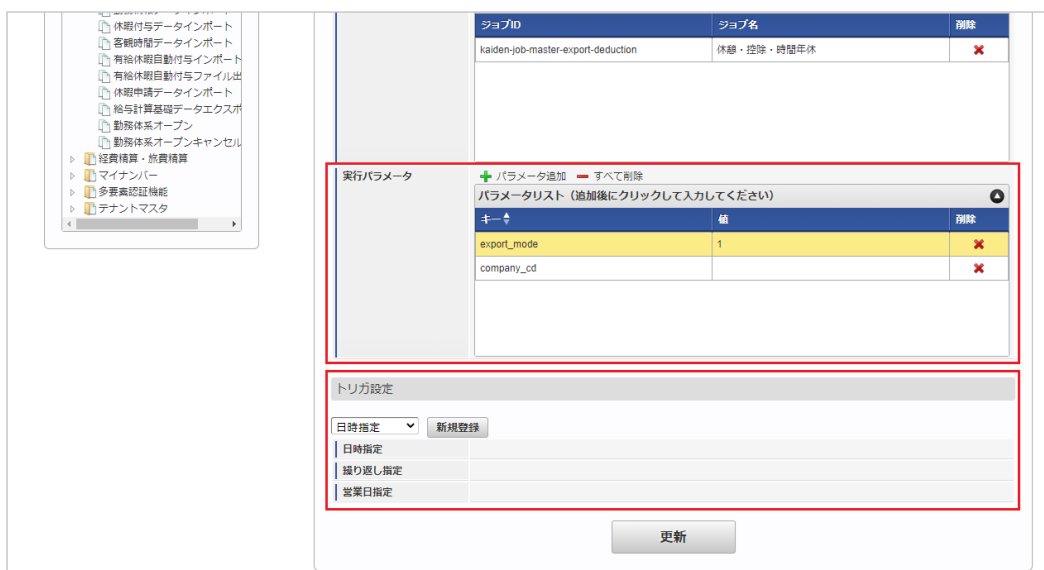 休暇付与データインポート
客観時間データインポート
有給休暇自動付与インポート
有給休暇自動付与ファイル出
休暇申請データインポート
給与計算基礎データエクスポ
勤務体系オープン
勤務体系オープンキャンセル
経費精算・旅費精算
マイナンバー
多要素認証機能
テナントマスタ
ジョブID ジョブ名 削除
kaiden-job-master-export-deduction 休憩・控除・時間年休
実行パラメータ
パラメータ追加 すべて削除
パラメータリスト（追加後にクリックして入力してください）
キー 値 削除
export_mode 1
company_cd
トリガ設定
日時指定 新規登録
日時指定
繰り返し指定
営業日指定
更新